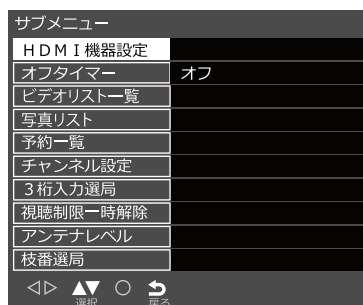 サブメニュー
HDMI機器設定
オフタイマー オフ
ビデオリスト一覧
写真リスト
予約一覧
チャンネル設定
3桁入力選局
視聴制限一時解除
アンテナレベル
枝番選局
選択 戻る